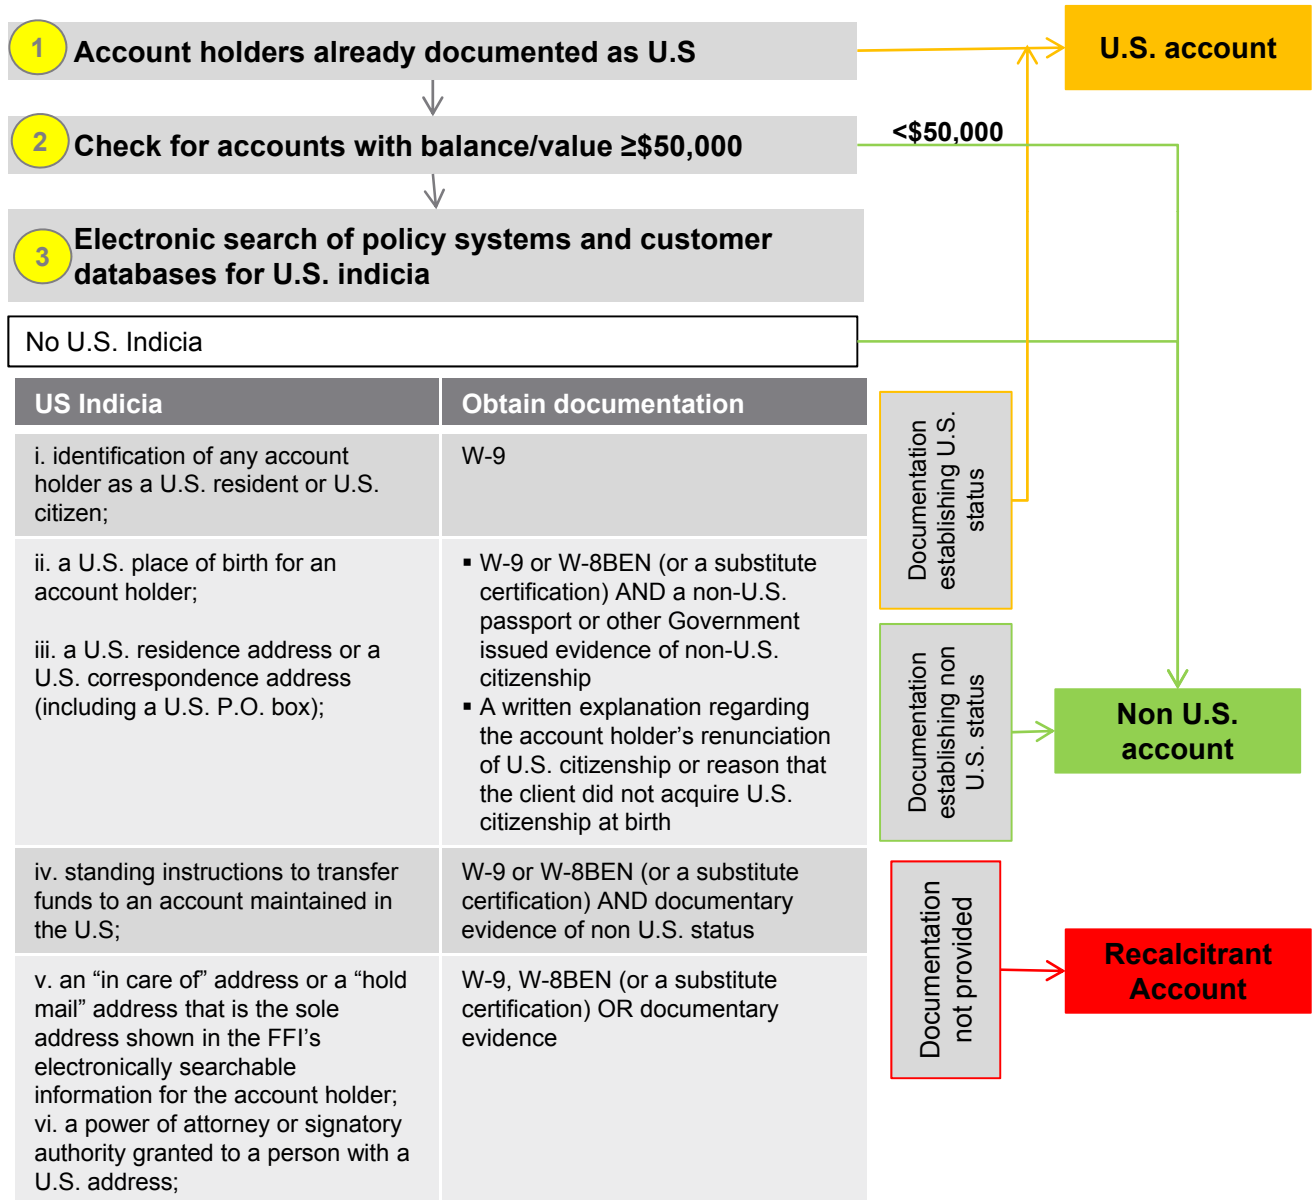 1
Account holders already documented as U.S
U.S. account
2
Check for accounts with balance/value ≥$50,000
<$50,000
3
Electronic search of policy systems and customer
databases for U.S. indicia
No U.S. Indicia
US Indicia
Obtain documentation
i. identification of any account
holder as a U.S. resident or U.S.
citizen;
W-9
ii. a U.S. place of birth for an
account holder;
iii. a U.S. residence address or a
U.S. correspondence address
(including a U.S. P.O. box);
▪ W-9 or W-8BEN (or a substitute
certification) AND a non-U.S.
passport or other Government
issued evidence of non-U.S.
citizenship
▪ A written explanation regarding
the account holder’s renunciation
of U.S. citizenship or reason that
the client did not acquire U.S.
citizenship at birth
iv. standing instructions to transfer
funds to an account maintained in
the U.S;
W-9 or W-8BEN (or a substitute
certification) AND documentary
evidence of non U.S. status
v. an “in care of” address or a “hold
mail” address that is the sole
address shown in the FFI’s
electronically searchable
information for the account holder;
vi. a power of attorney or signatory
authority granted to a person with a
U.S. address;
W-9, W-8BEN (or a substitute
certification) OR documentary
evidence
Documentation
establishing U.S.
status
Documentation
establishing non
U.S. status
Non U.S.
account
Documentation
not provided
Recalcitrant
Account